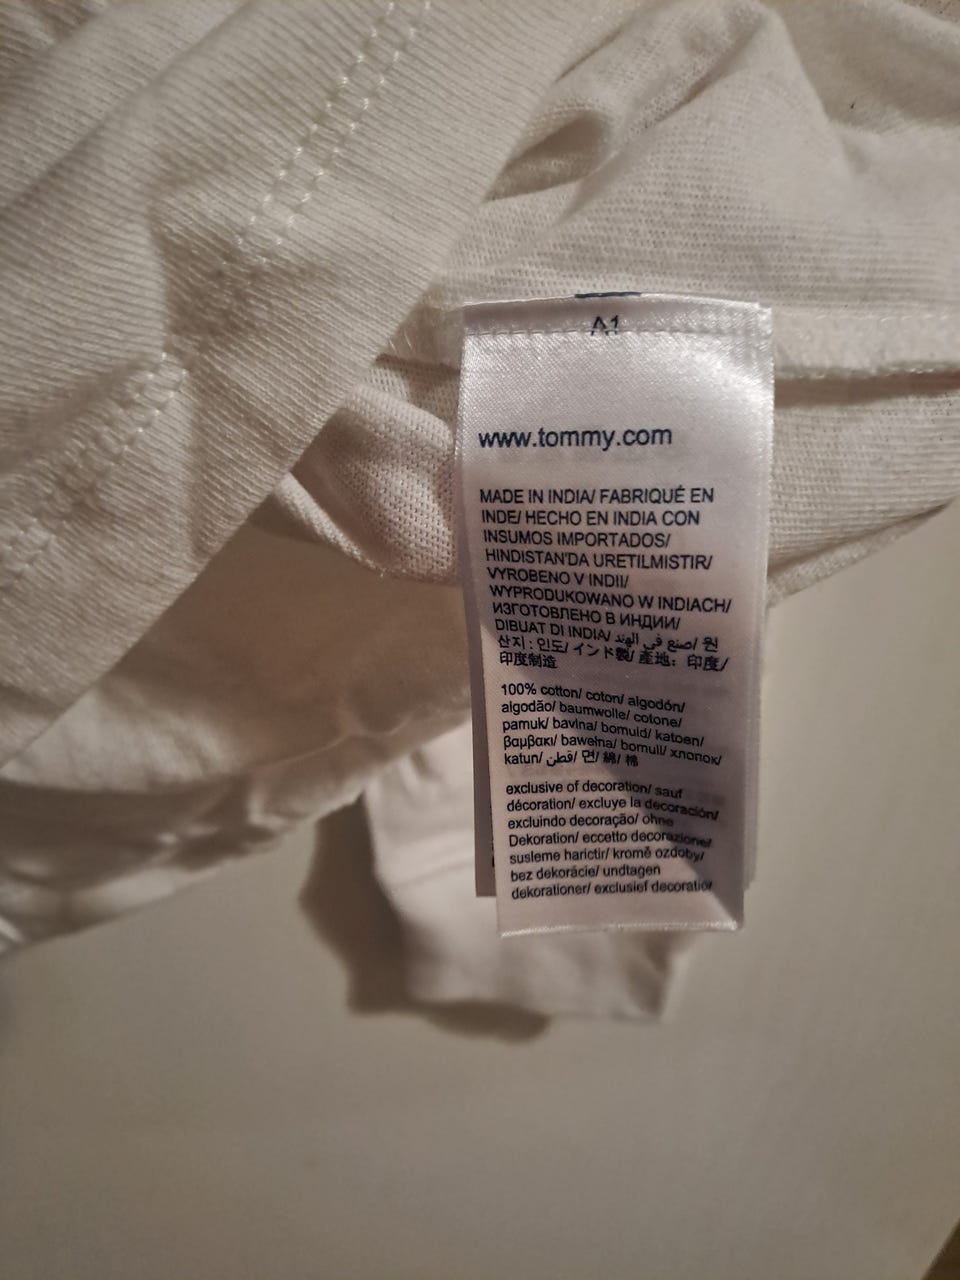 A1
www.tommy.com
MADE IN INDIA/ FABRIQUÉ EN
INDE/ HECHO EN INDIA CON
INSUMOS IMPORTADOS/
HINDISTAN'DA URETILMISTIR/
VYROBENO V INDII/
WYPRODUKOWANO W INDIACH/
ИЗГОТОВЛЕНО В ИНДИИ/
DIBUAT DI INDIA/ صنع في الهند/ 원
산지: 인도/ インド製/ 產地: 印度/
印度制造
100% cotton/ coton/ algodón/
algodão/ baumwolle/ cotone/
pamuk/ bavlna/ bomuld/ katoen/
βαμβακι/ bawełna/ bomull/ хлопок/
katun/ قطن/ 면/ 綿/ 棉
exclusive of decoration/ sauf
décoration/ excluye la decoración/
excluindo decoração/ ohne
Dekoration/ eccetto decorazione/
susleme harictir/ kromě ozdoby/
bez dekorácie/ undtagen
dekorationer/ exclusief decoratie/